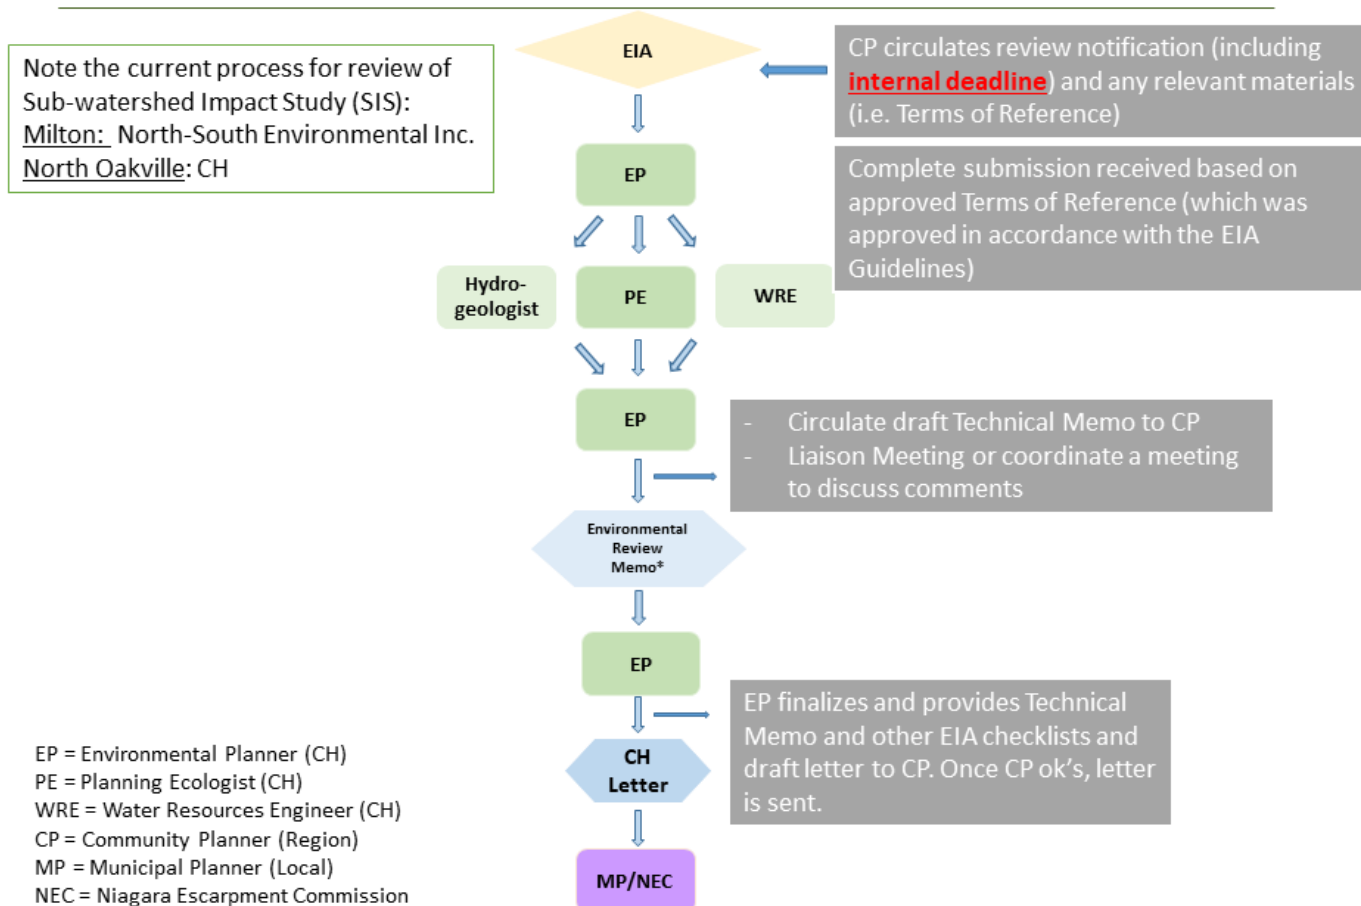 EIA
CP circulates review notification (including
internal deadline) and any relevant materials
(i.e. Terms of Reference)
Note the current process for review of
Sub-watershed Impact Study (SIS):
Milton: North-South Environmental Inc.
North Oakville: CH
EP
Complete submission received based on
approved Terms of Reference (which was
approved in accordance with the EIA
Guidelines)
Hydro-
geologist
PE
WRE
EP
- Circulate draft Technical Memo to CP
- Liaison Meeting or coordinate a meeting
to discuss comments
Environmental
Review
Memo*
EP
EP finalizes and provides Technical
Memo and other EIA checklists and
draft letter to CP. Once CP ok's, letter
is sent.
CH
Letter
MP/NEC
EP = Environmental Planner (CH)
PE = Planning Ecologist (CH)
WRE = Water Resources Engineer (CH)
CP = Community Planner (Region)
MP = Municipal Planner (Local)
NEC = Niagara Escarpment Commission